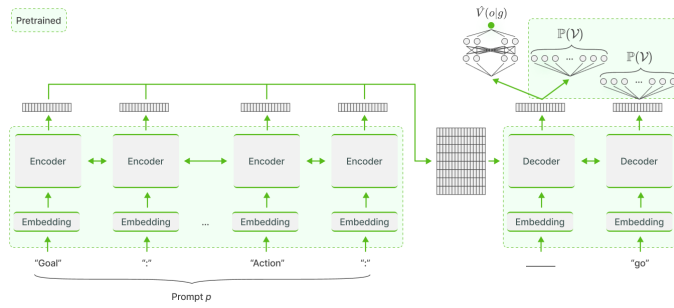 Pretrained
V̂(o|g)
ℙ(𝒱)
ℙ(𝒱)
Encoder Encoder Encoder Encoder Decoder Decoder
Embedding Embedding ... Embedding Embedding Embedding Embedding
"Goal" ":" "Action" ":" "go"
Prompt p